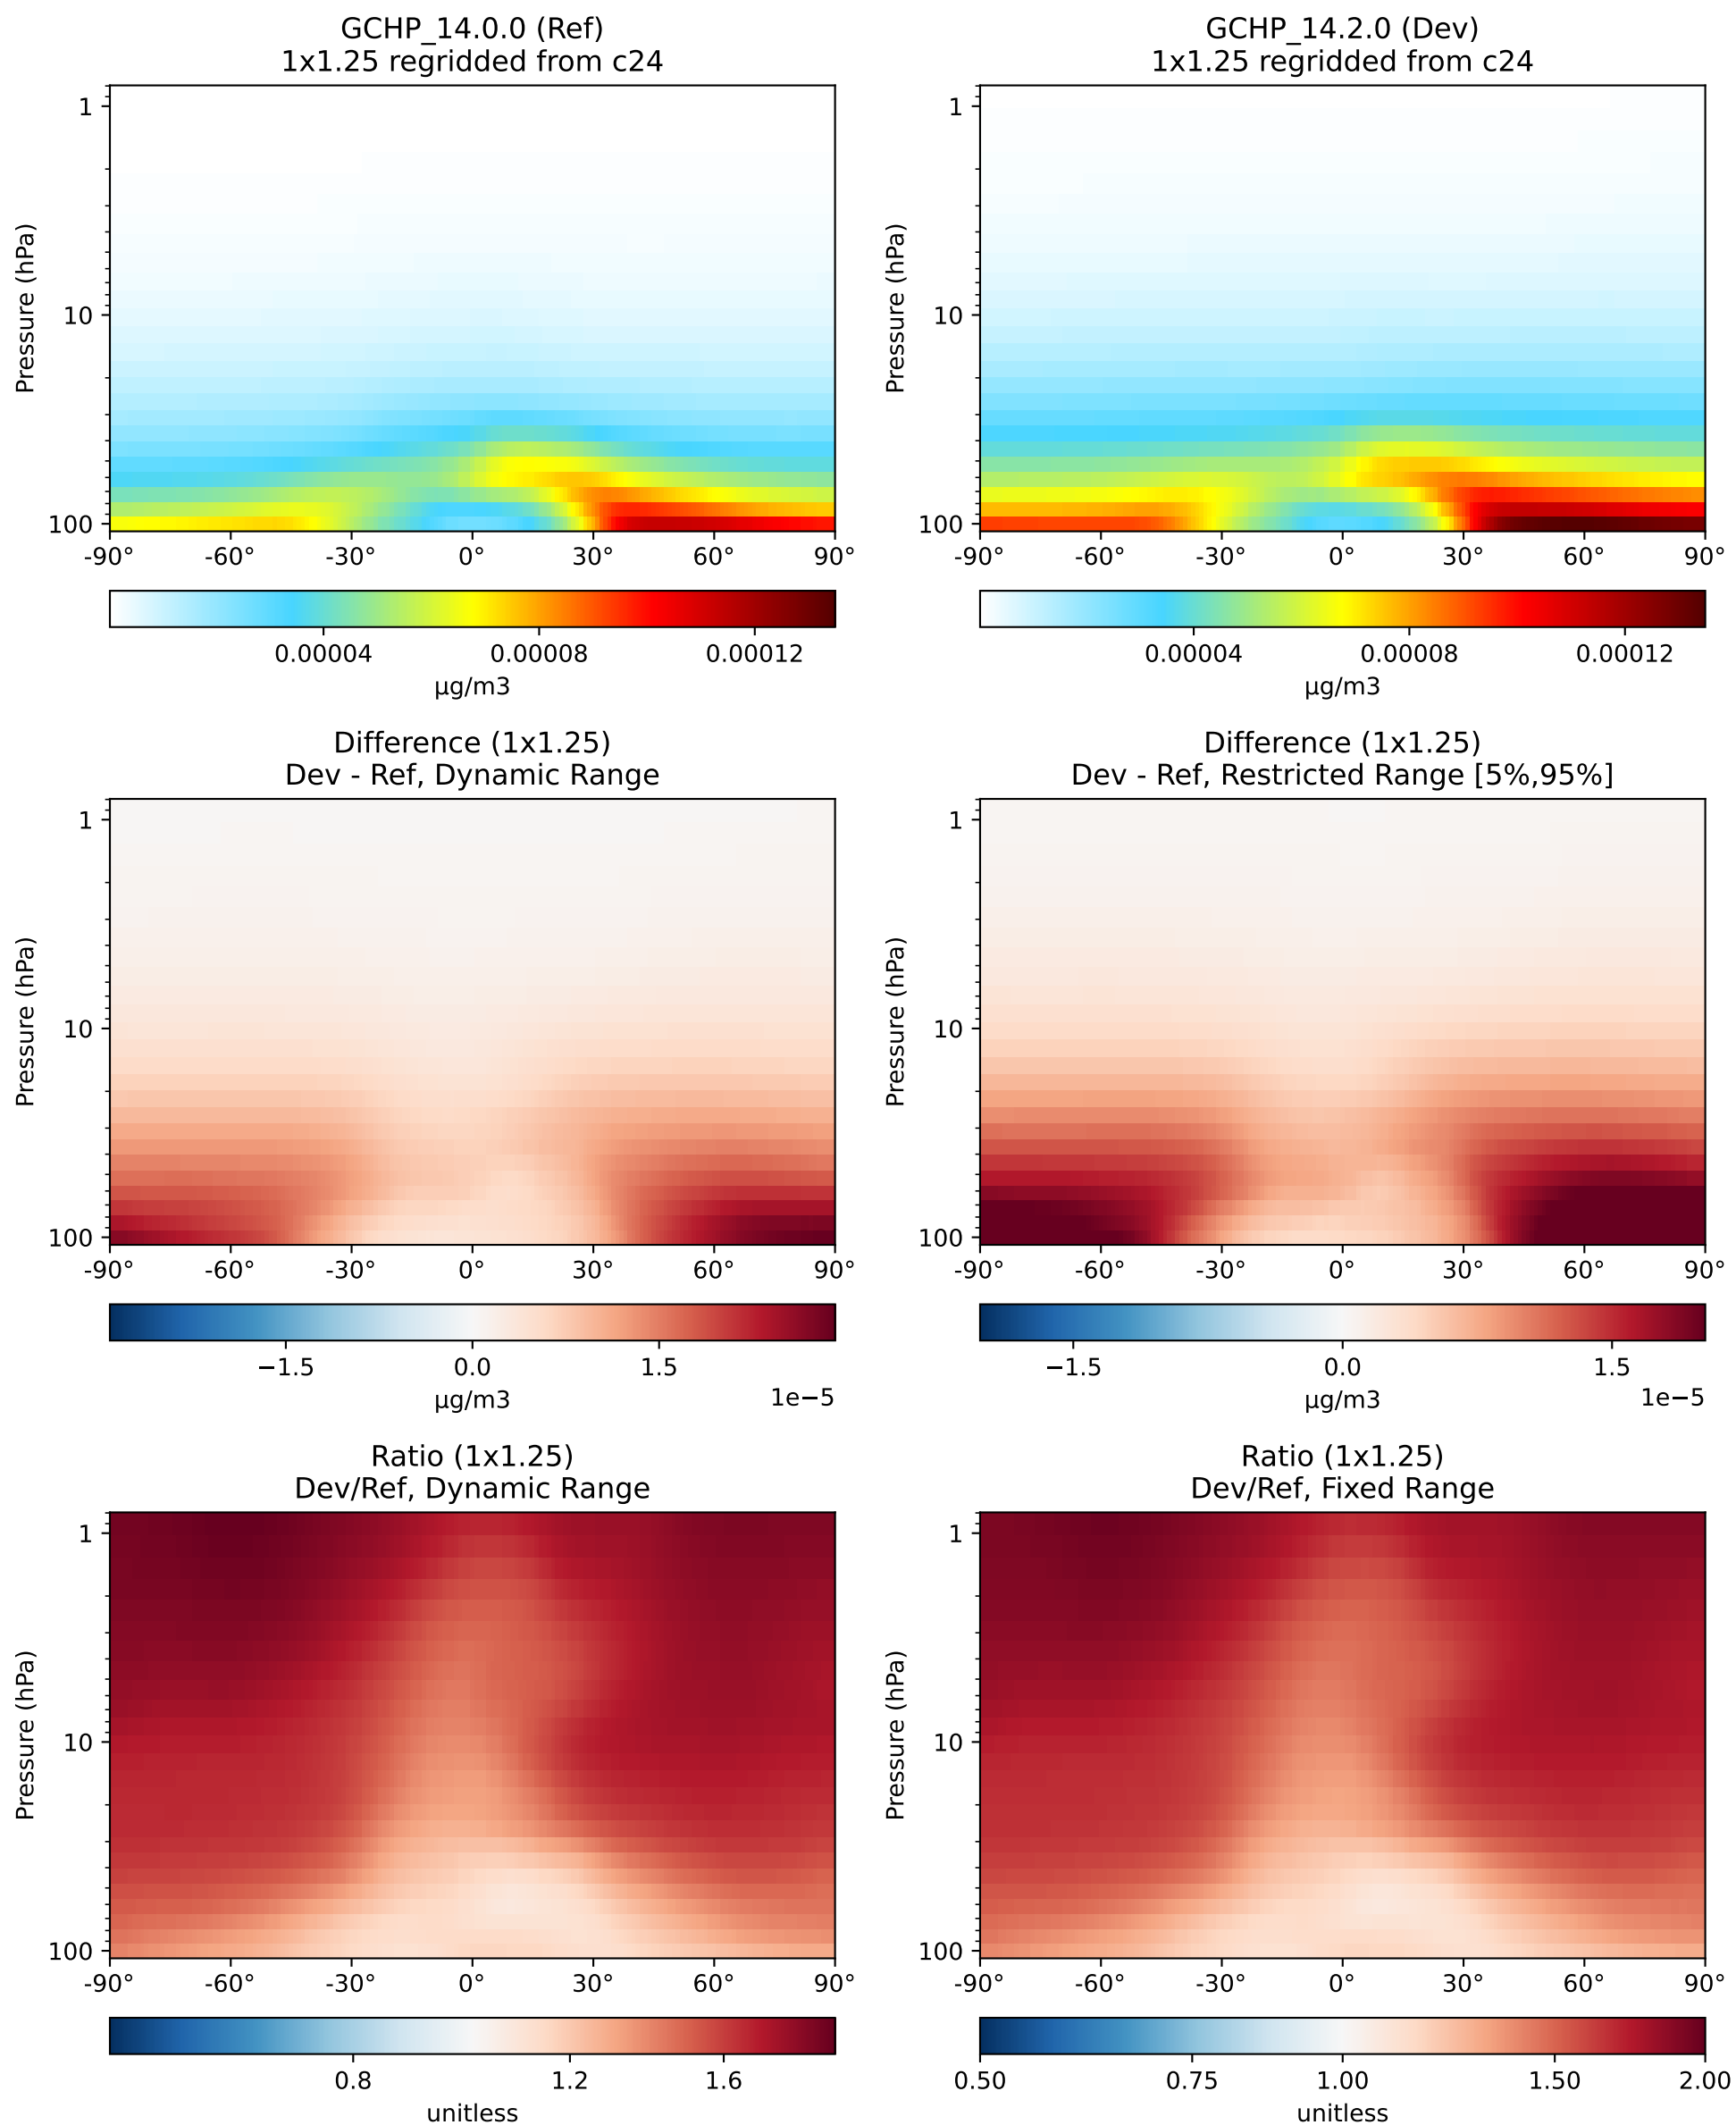 GCHP_14.0.0 (Ref)
1x1.25 regridded from c24
Pressure (hPa)
1
10
100
-90° -60° -30° 0° 30° 60° 90°
0.00004 0.00008 0.00012
µg/m3
GCHP_14.2.0 (Dev)
1x1.25 regridded from c24
Pressure (hPa)
1
10
100
-90° -60° -30° 0° 30° 60° 90°
0.00004 0.00008 0.00012
µg/m3
Difference (1x1.25)
Dev - Ref, Dynamic Range
Pressure (hPa)
1
10
100
-90° -60° -30° 0° 30° 60° 90°
−1.5 0.0 1.5
µg/m3
1e−5
Difference (1x1.25)
Dev - Ref, Restricted Range [5%,95%]
Pressure (hPa)
1
10
100
-90° -60° -30° 0° 30° 60° 90°
−1.5 0.0 1.5
µg/m3
1e−5
Ratio (1x1.25)
Dev/Ref, Dynamic Range
Pressure (hPa)
1
10
100
-90° -60° -30° 0° 30° 60° 90°
0.8 1.2 1.6
unitless
Ratio (1x1.25)
Dev/Ref, Fixed Range
Pressure (hPa)
1
10
100
-90° -60° -30° 0° 30° 60° 90°
0.50 0.75 1.00 1.50 2.00
unitless